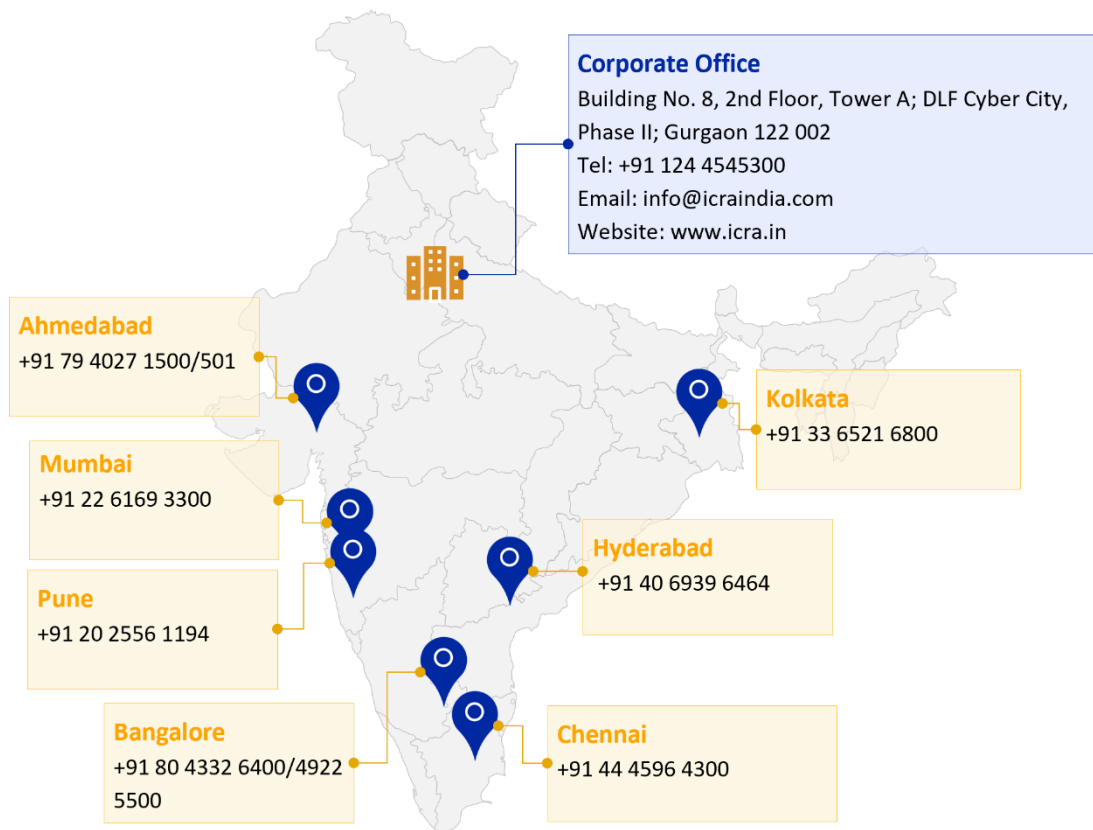 Corporate Office
Building No. 8, 2nd Floor, Tower A; DLF Cyber City,
Phase II; Gurgaon 122 002
Tel: +91 124 4545300
Email: info@icraindia.com
Website: www.icra.in
Ahmedabad
+91 79 4027 1500/501
Kolkata
+91 33 6521 6800
Mumbai
+91 22 6169 3300
Hyderabad
+91 40 6939 6464
Pune
+91 20 2556 1194
Bangalore
+91 80 4332 6400/4922
5500
Chennai
+91 44 4596 4300